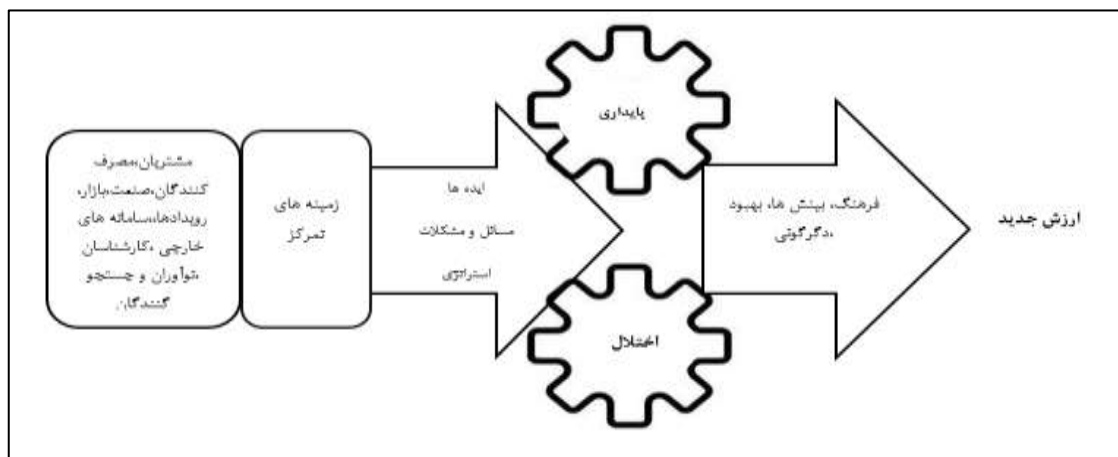 مشتریان،مصرف
کنندگان،صنعت،بازار،
رویدادها،سامانه های
خارجی ،کارشناسان
،نوآوران و جستجو
کنندگان.
زمینه های
تمرکز
ایده ها
مسائل و مشکلات
استراتژی
پایداری
اختلال
فرهنگ، بینش ها، بهبود
،دگرگونی
ارزش جدید